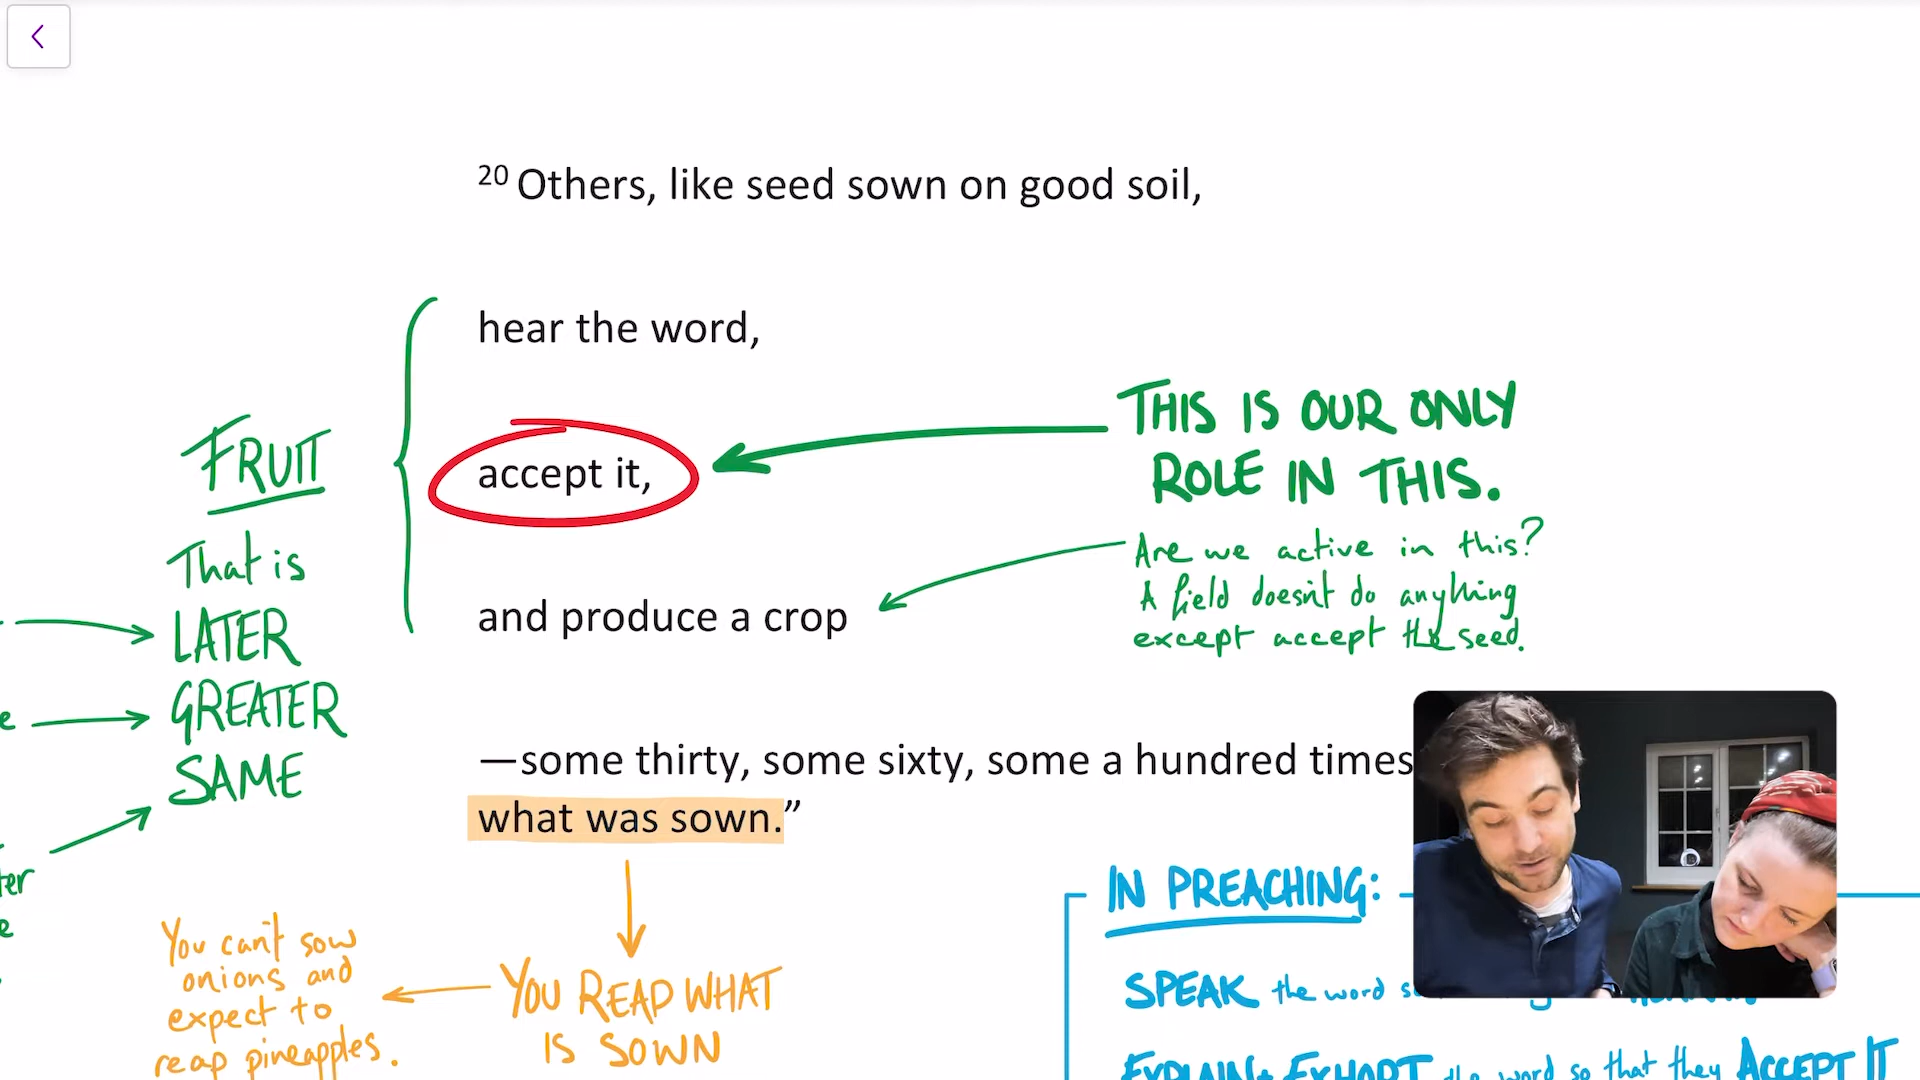 20 Others, like seed sown on good soil,
hear the word,
accept it,
and produce a crop
—some thirty, some sixty, some a hundred times
what was sown.”
FRUIT
That is
LATER
GREATER
SAME
THIS IS OUR ONLY
ROLE IN THIS.
Are we active in this?
A field doesn't do anything
except accept the seed.
You can't sow
onions and
expect to
reap pineapples.
YOU REAP WHAT
IS SOWN
IN PREACHING:
SPEAK the word
EXPLAIN + EXHORT the word so that they ACCEPT IT